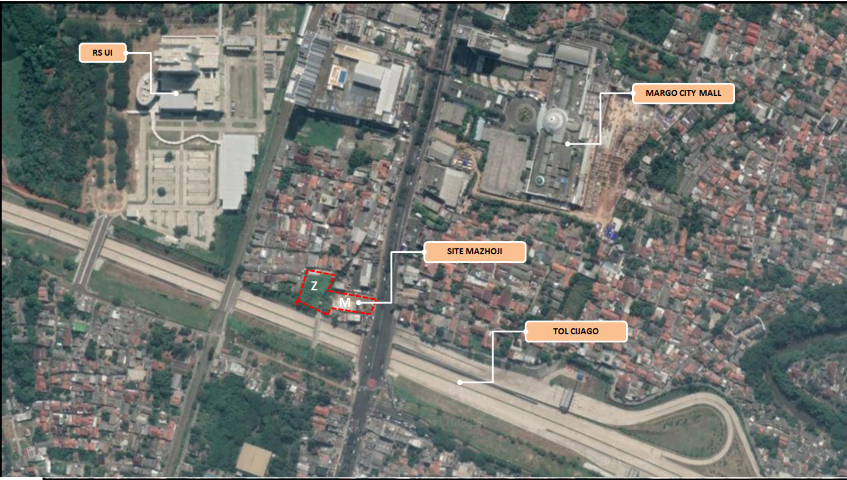 RS UI
MARGO CITY MALL
SITE MAZHOJI
Z
M
TOL CIJAGO